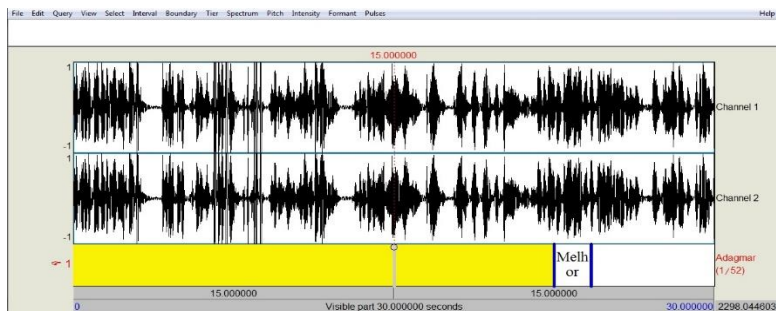 File Edit Query View Select Interval Boundary Tier Spectrum Pitch Intensity Formant Pulses Help
15.000000
1
Channel 1
-1
1
Channel 2
-1
1
Melh
or
Adagmar
(1/52)
15.000000 15.000000
0 Visible part 30.000000 seconds 30.000000 2298.044603